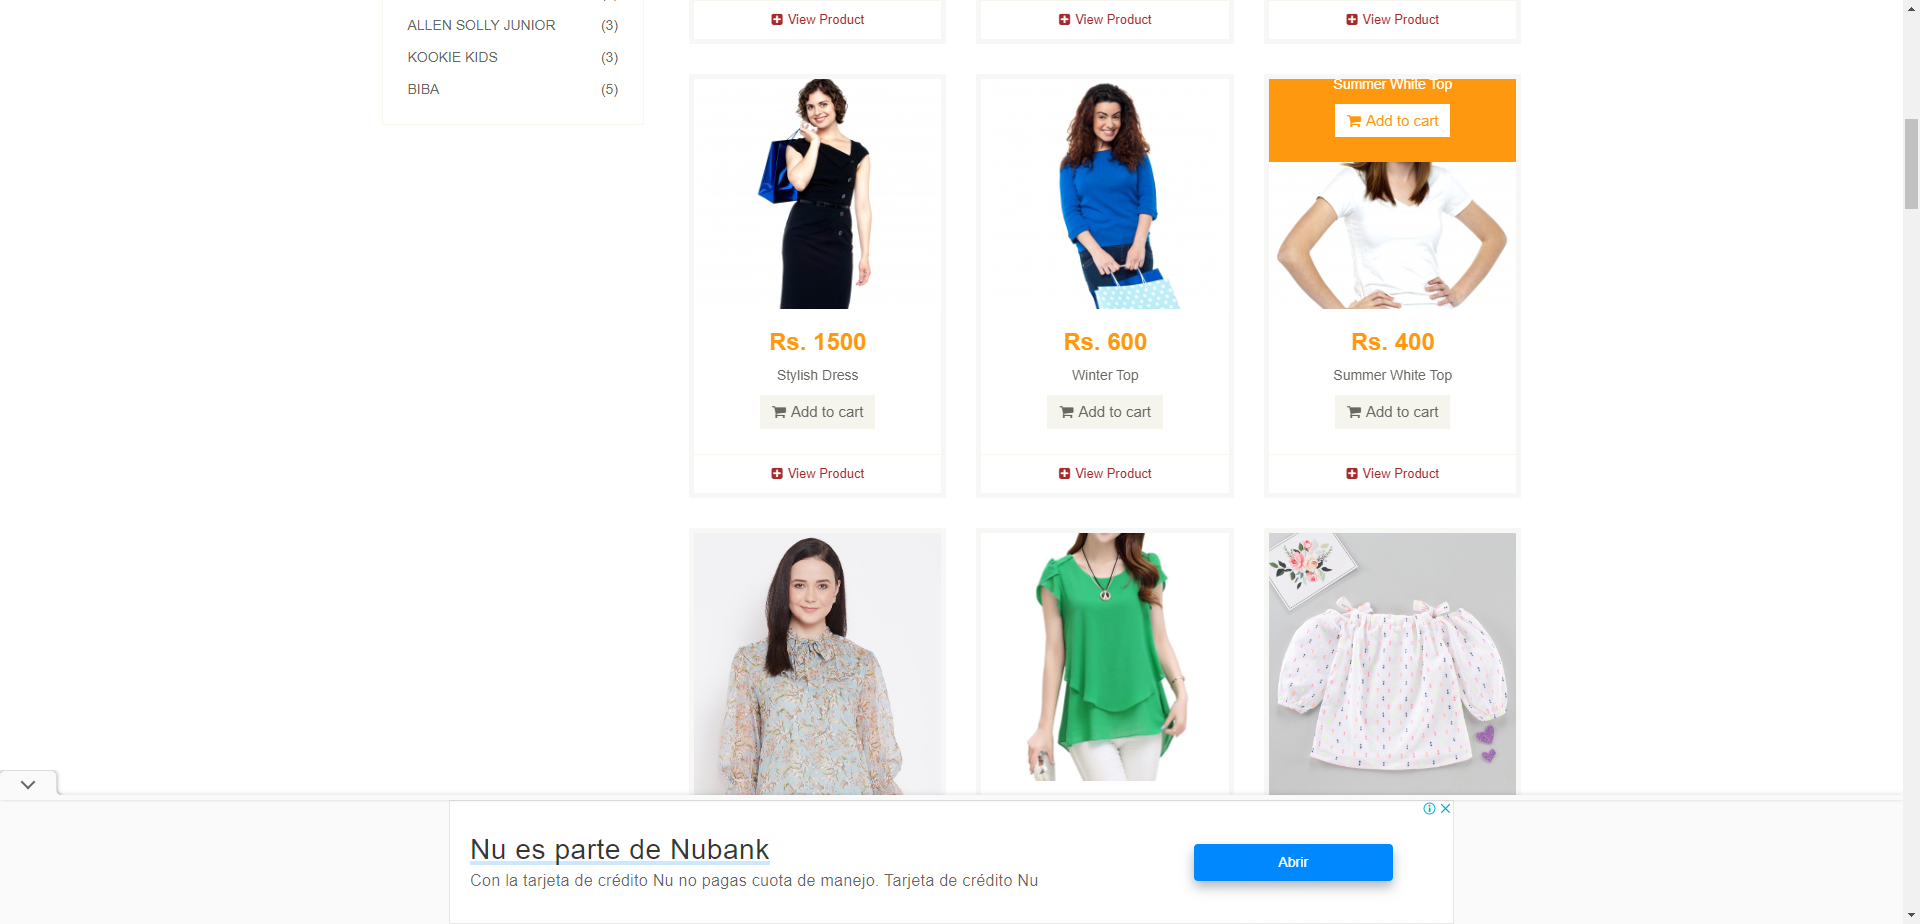 ALLEN SOLLY JUNIOR (3)
KOOKIE KIDS (3)
BIBA (5)
View Product
View Product
View Product
Summer White Top
Add to cart
Rs. 1500
Stylish Dress
Add to cart
View Product
Rs. 600
Winter Top
Add to cart
View Product
Rs. 400
Summer White Top
Add to cart
View Product
Nu es parte de Nubank
Con la tarjeta de crédito Nu no pagas cuota de manejo. Tarjeta de crédito Nu
Abrir